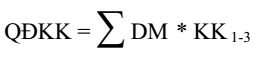 QĐKK = ∑ DM * KK 1-3